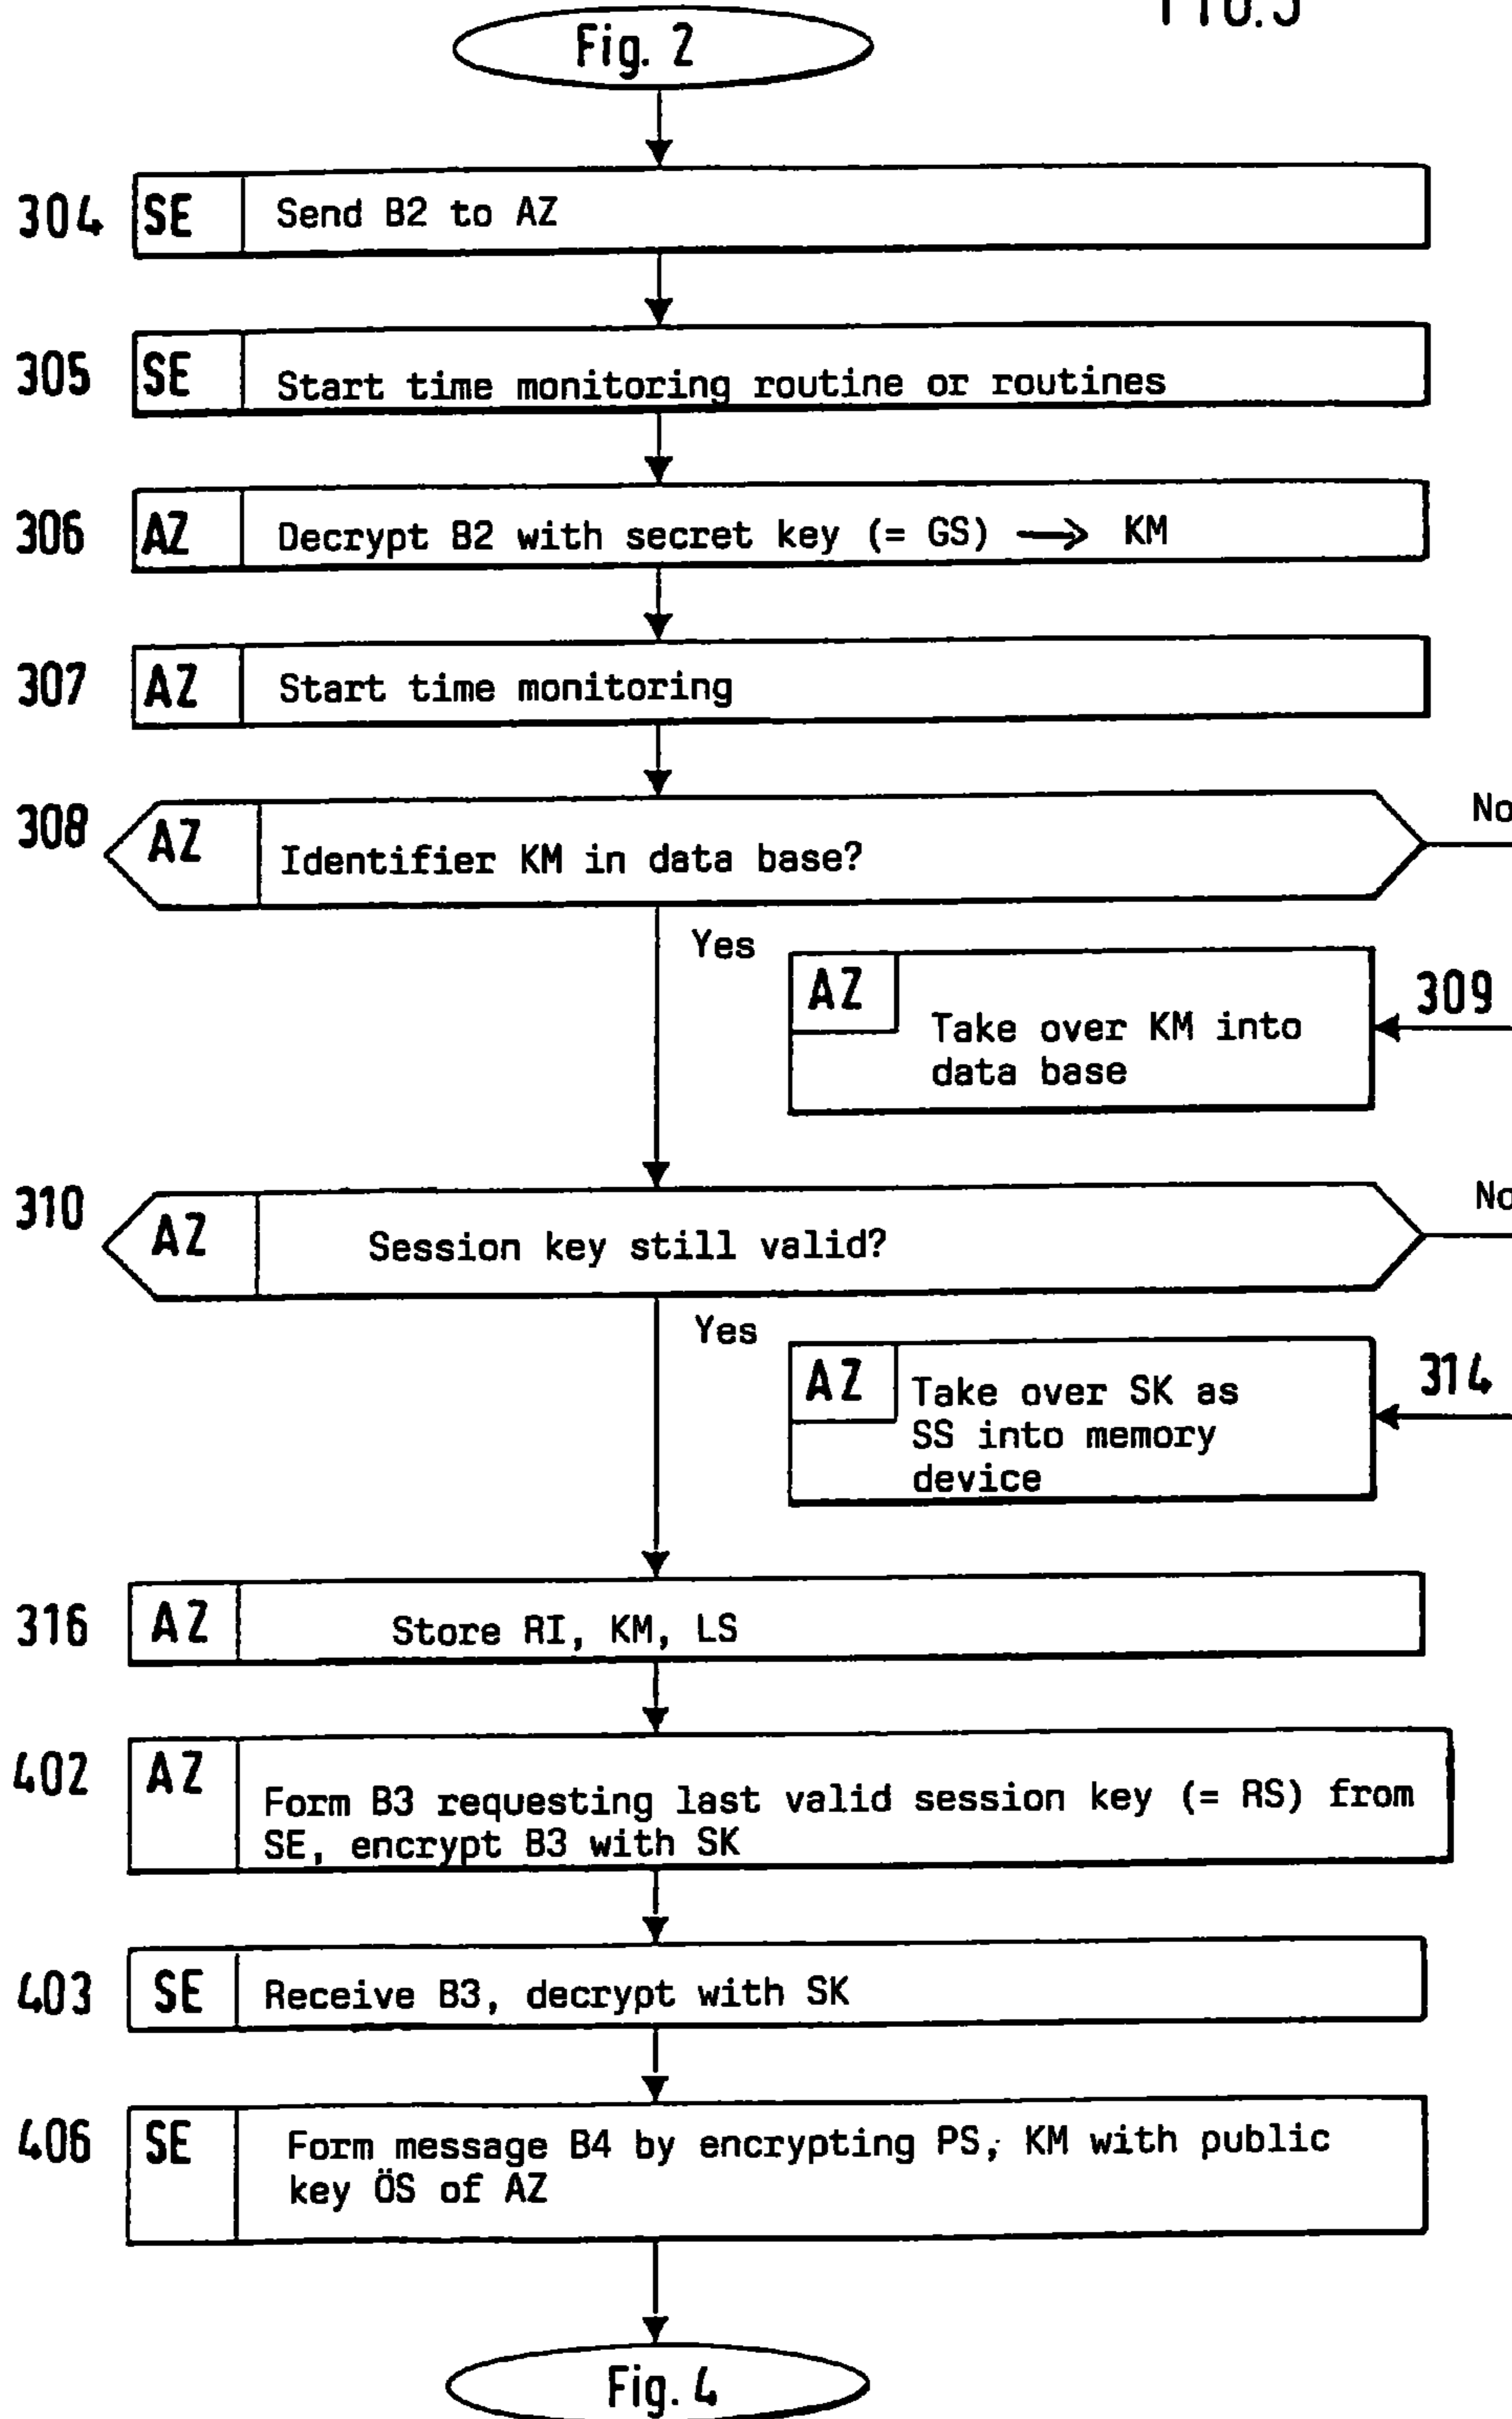 Fig. 2
304 SE Send B2 to AZ
305 SE Start time monitoring routine or routines
306 AZ Decrypt B2 with secret key (= GS) → KM
307 AZ Start time monitoring
308 AZ Identifier KM in data base?
No
Yes
AZ
309
Take over KM into
data base
310 AZ Session key still valid?
No
Yes
AZ
314
Take over SK as
SS into memory
device
316 AZ Store RI, KM, LS
402 AZ
Form B3 requesting last valid session key (= RS) from
SE, encrypt B3 with SK
403 SE Receive B3, decrypt with SK
406 SE Form message B4 by encrypting PS, KM with public
key ÖS of AZ
Fig. 4